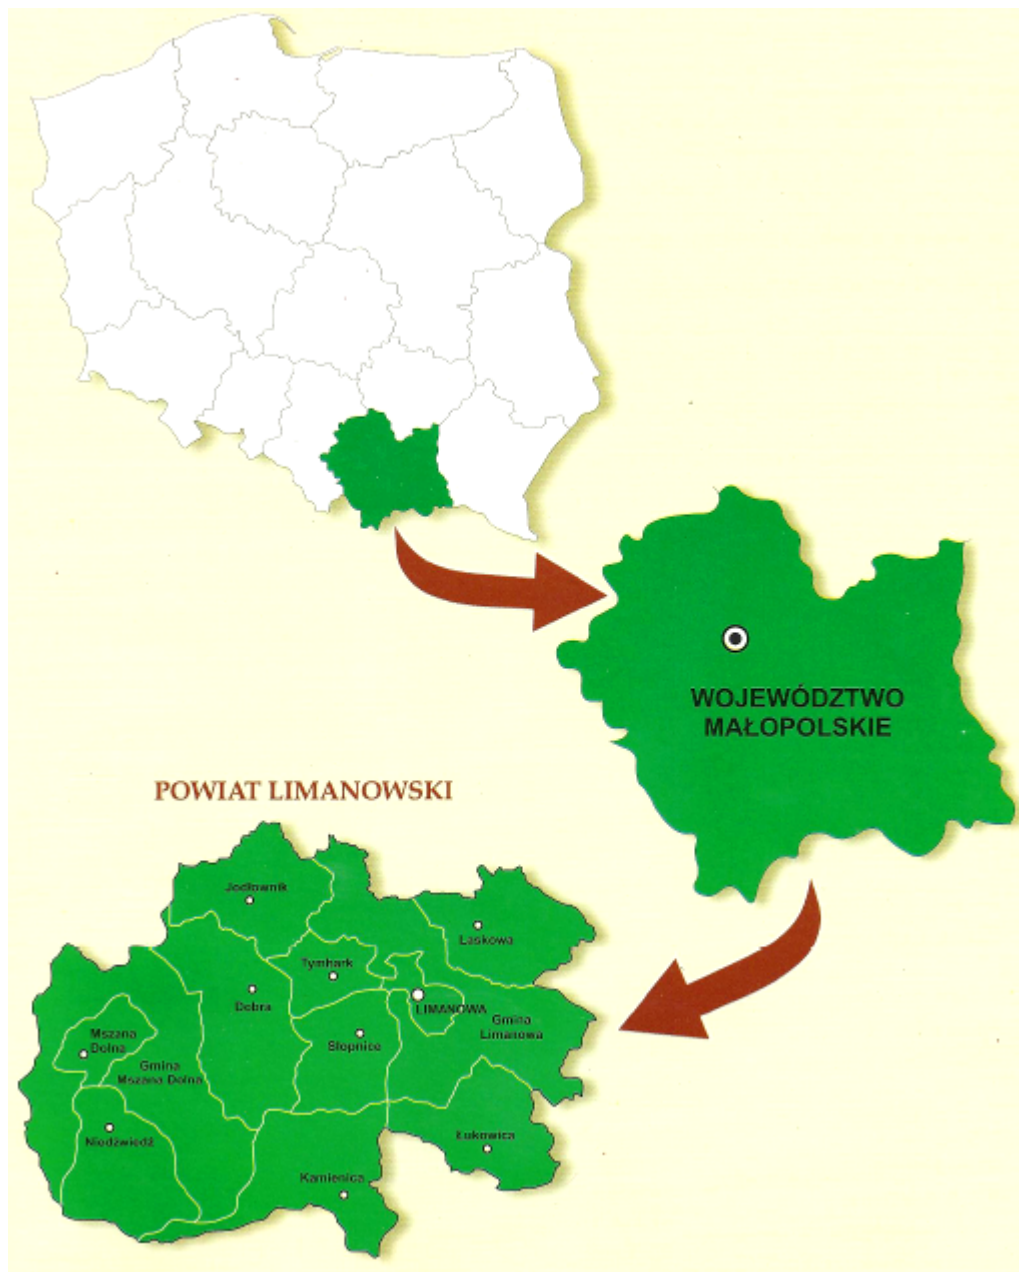 WOJEWÓDZTWO
MAŁOPOLSKIE
POWIAT LIMANOWSKI
Jodłownik
Laskowa
Tymbark
Dobra
LIMANOWA
Gmina
Limanowa
Słopnice
Mszana
Dolna
Gmina
Mszana Dolna
Niedźwiedź
Łukowica
Kamienica